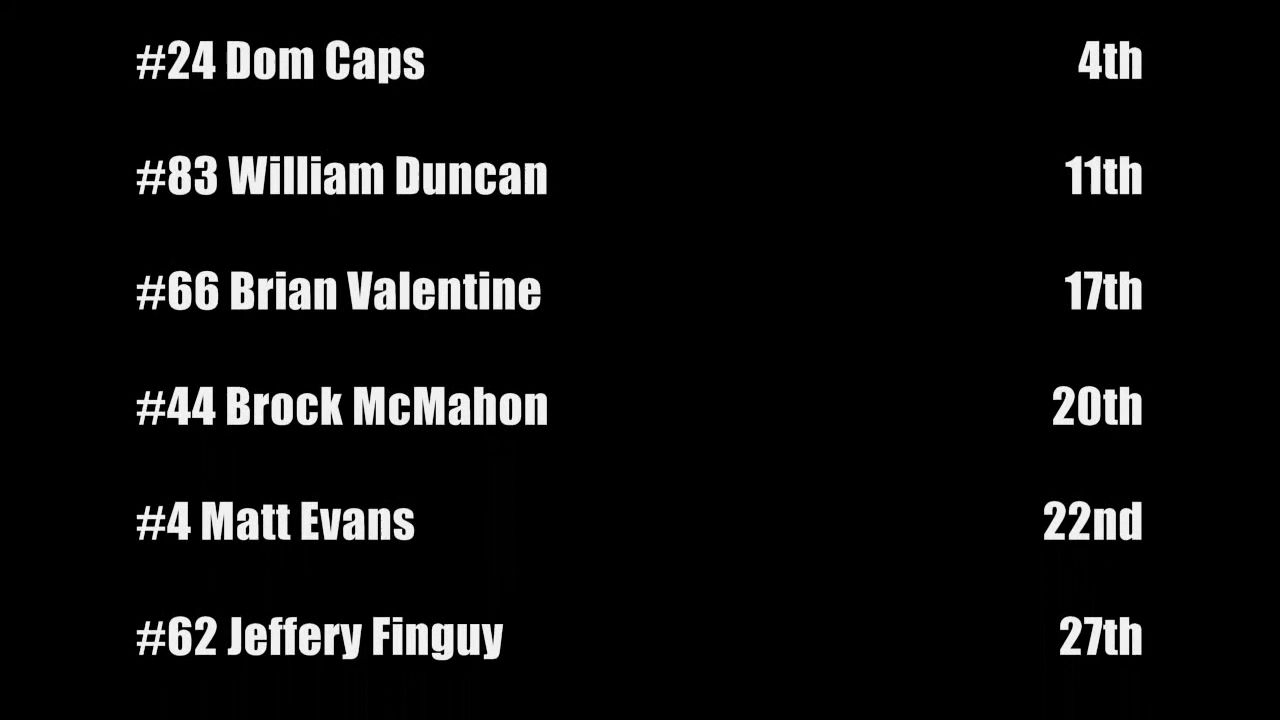 #24 Dom Caps 4th
#83 William Duncan 11th
#66 Brian Valentine 17th
#44 Brock McMahon 20th
#4 Matt Evans 22nd
#62 Jeffery Finguy 27th